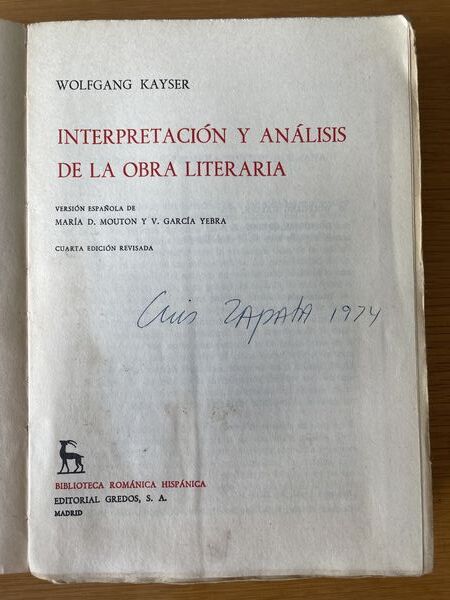 WOLFGANG KAYSER
INTERPRETACIÓN Y ANÁLISIS
DE LA OBRA LITERARIA
VERSIÓN ESPAÑOLA DE
MARÍA D. MOUTON Y V. GARCÍA YEBRA
CUARTA EDICIÓN REVISADA
Luis ZAPATA 1974
BIBLIOTECA ROMÁNICA HISPÁNICA
EDITORIAL GREDOS, S. A.
MADRID